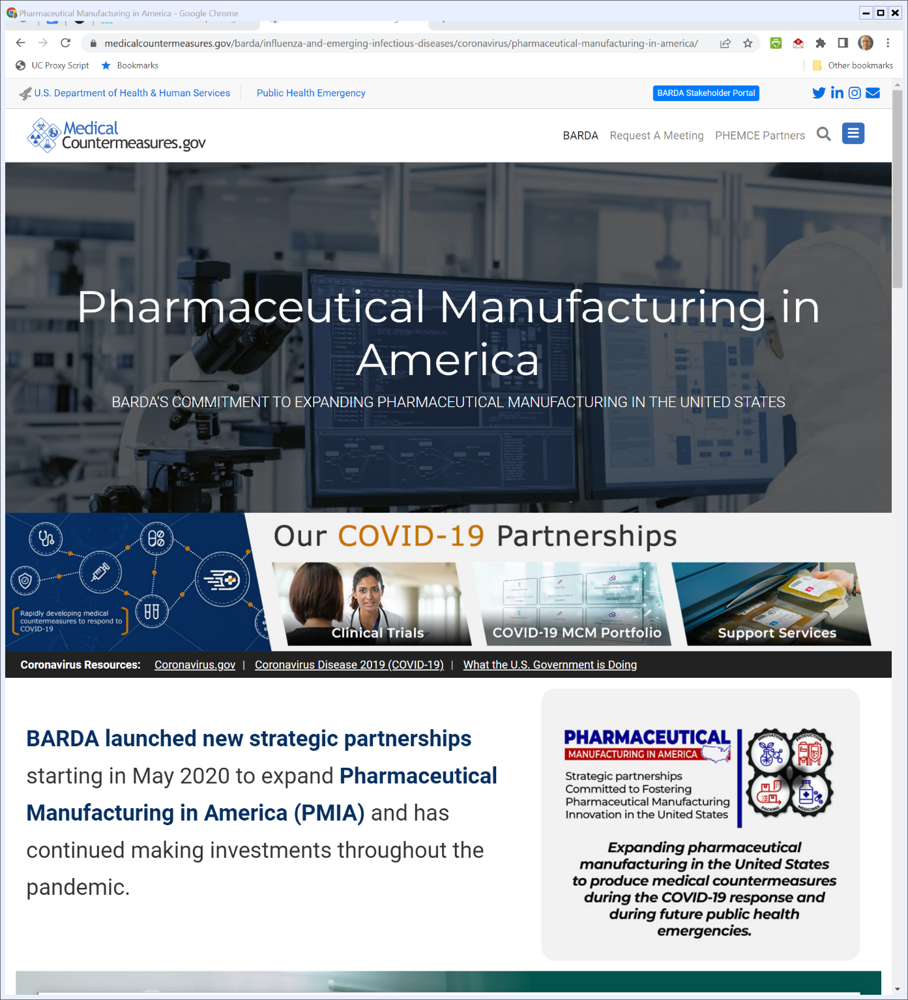 Pharmaceutical Manufacturing in America - Google Chrome
medicalcountermeasures.gov/barda/influenza-and-emerging-infectious-diseases/coronavirus/pharmaceutical-manufacturing-in-america/
UC Proxy Script Bookmarks Other bookmarks
U.S. Department of Health & Human Services Public Health Emergency BARDA Stakeholder Portal
Medical
Countermeasures.gov
BARDA Request A Meeting PHEMCE Partners
Pharmaceutical Manufacturing in
America
BARDA'S COMMITMENT TO EXPANDING PHARMACEUTICAL MANUFACTURING IN THE UNITED STATES
Our COVID-19 Partnerships
Rapidly developing medical
countermeasures to respond to
COVID-19
Clinical Trials COVID-19 MCM Portfolio Support Services
Coronavirus Resources: Coronavirus.gov | Coronavirus Disease 2019 (COVID-19) | What the U.S. Government is Doing
BARDA launched new strategic partnerships
starting in May 2020 to expand Pharmaceutical
Manufacturing in America (PMIA) and has
continued making investments throughout the
pandemic.
PHARMACEUTICAL
MANUFACTURING IN AMERICA
Strategic partnerships
Committed to Fostering
Pharmaceutical Manufacturing
Innovation in the United States
INNOVATION PRODUCTION
PACKING MEDICINES
Expanding pharmaceutical
manufacturing in the United States
to produce medical countermeasures
during the COVID-19 response and
during future public health
emergencies.